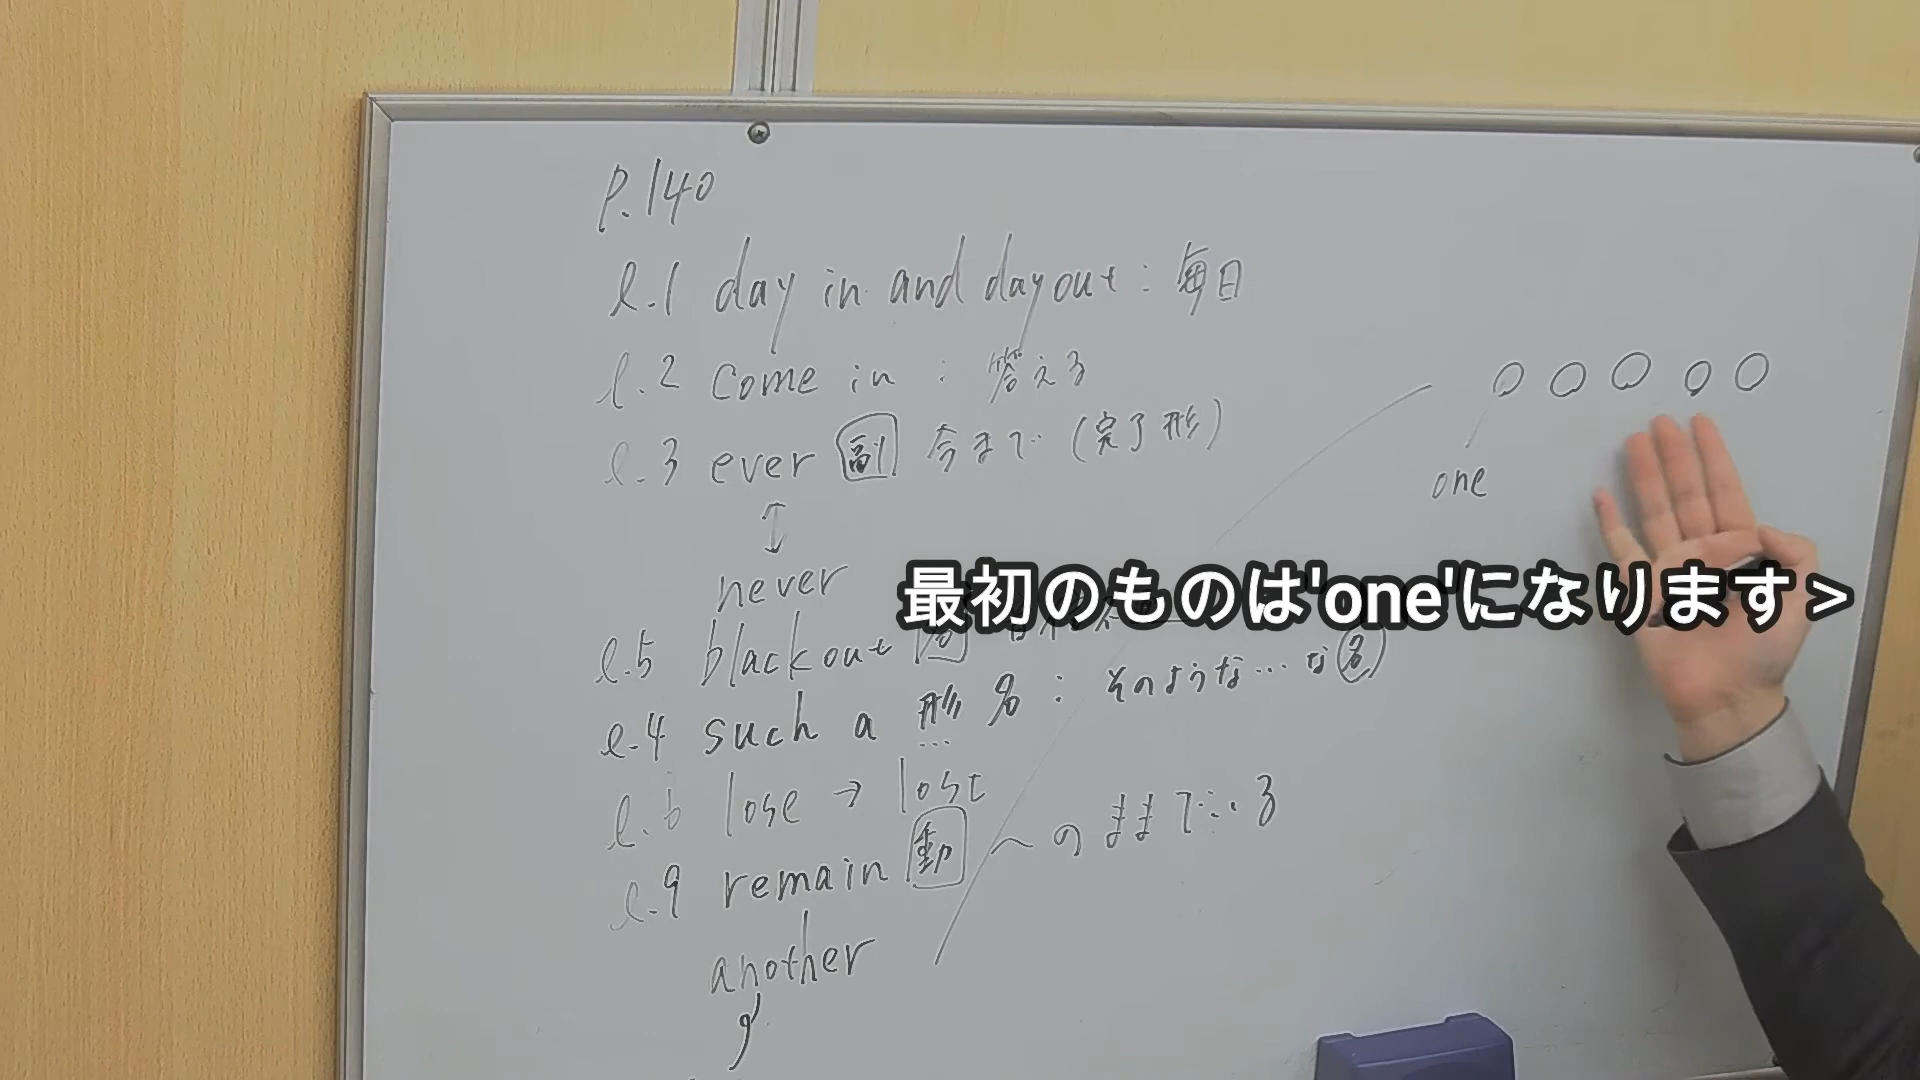 P.140
l.1 day in and day out : 毎日
l.2 come in : 答える
l.3 ever 副 今まで (完了形)
↕
never
l.5 blackout
l.4 such a 形 名 : そのような…な名
l.6 lose → lost
l.9 remain 動 〜のままでいる
another
one
最初のものは'one'になります>